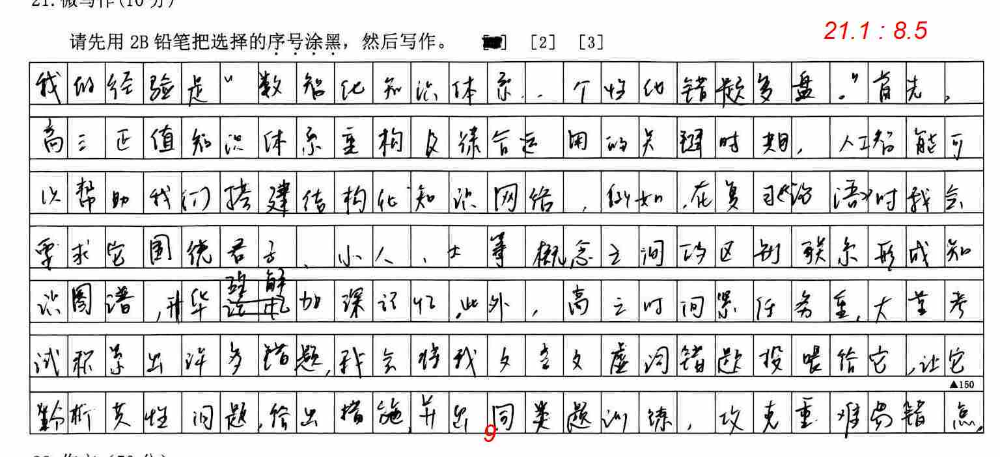 21.微写作(10分)
请先用2B铅笔把选择的序号涂黑，然后写作。 [2] [3]
21.1 : 8.5
我的经验是“数智化知识体系、个性化错题多盘。”首先，
高三正值知识体系重构及综合运用的关键时期，人工智能可
以帮助我们搭建结构化知识网络，例如，在复习《论语》时我会
要求它围绕君子、小人、士等概念之间的区别联系形成知
识图谱，升华理解加深记忆，此外，高三时间紧任务重，大量考
试积累出许多错题，我会将我文言文虚词错题投喂给它，让它
▲150
析共性问题，给出措施，并出同类题训练，攻克重难易错点，
9